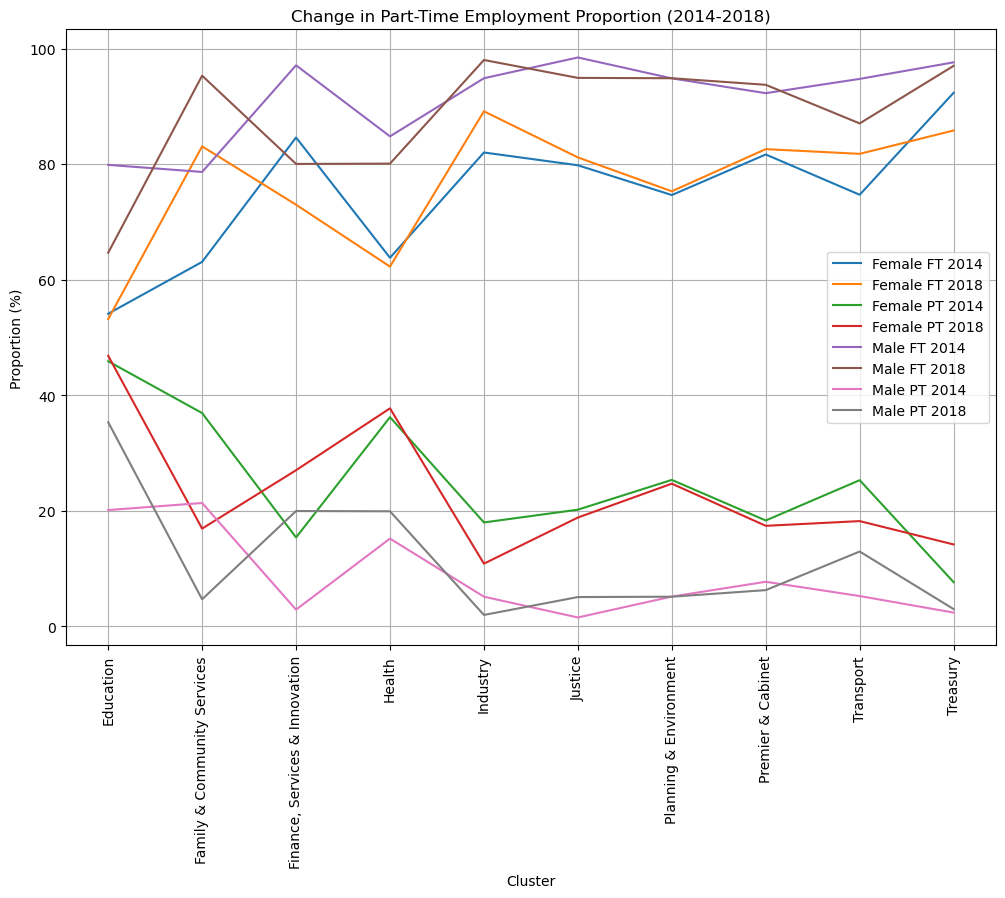 Change in Part-Time Employment Proportion (2014-2018)
100
80
60
40
20
0
Proportion (%)
Female FT 2014
Female FT 2018
Female PT 2014
Female PT 2018
Male FT 2014
Male FT 2018
Male PT 2014
Male PT 2018
Education
Family & Community Services
Finance, Services & Innovation
Health
Industry
Justice
Planning & Environment
Premier & Cabinet
Transport
Treasury
Cluster